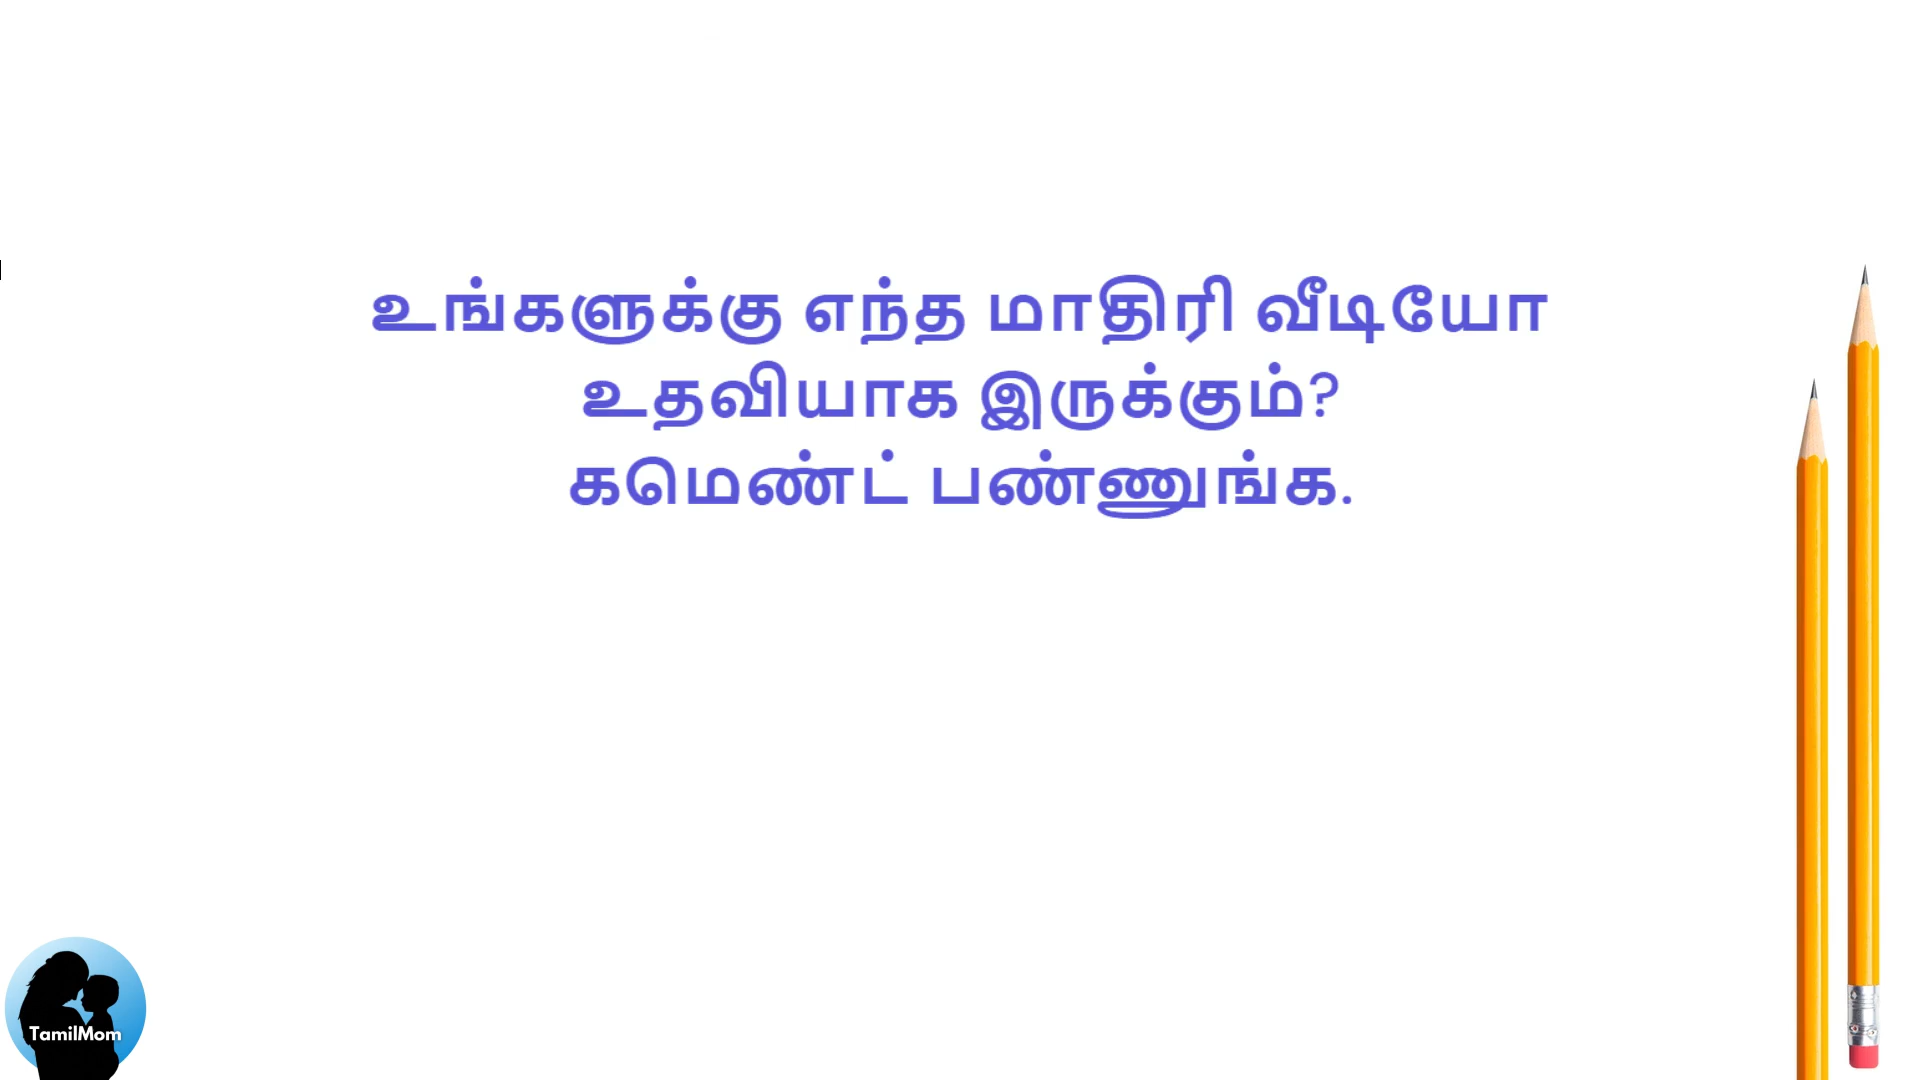 உங்களுக்கு எந்த மாதிரி வீடியோ
உதவியாக இருக்கும்?
கமெண்ட் பண்ணுங்க.
TamilMom